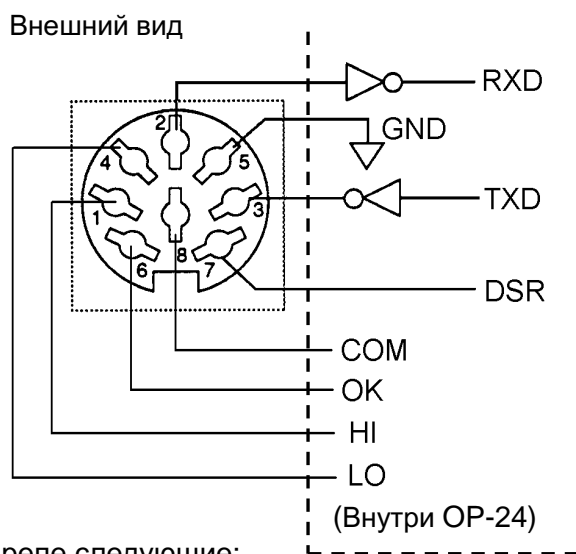 Внешний вид
RXD
2
GND
4
5
TXD
1
3
8
6
7
DSR
COM
OK
HI
LO
(Внутри OP-24)
следующие: